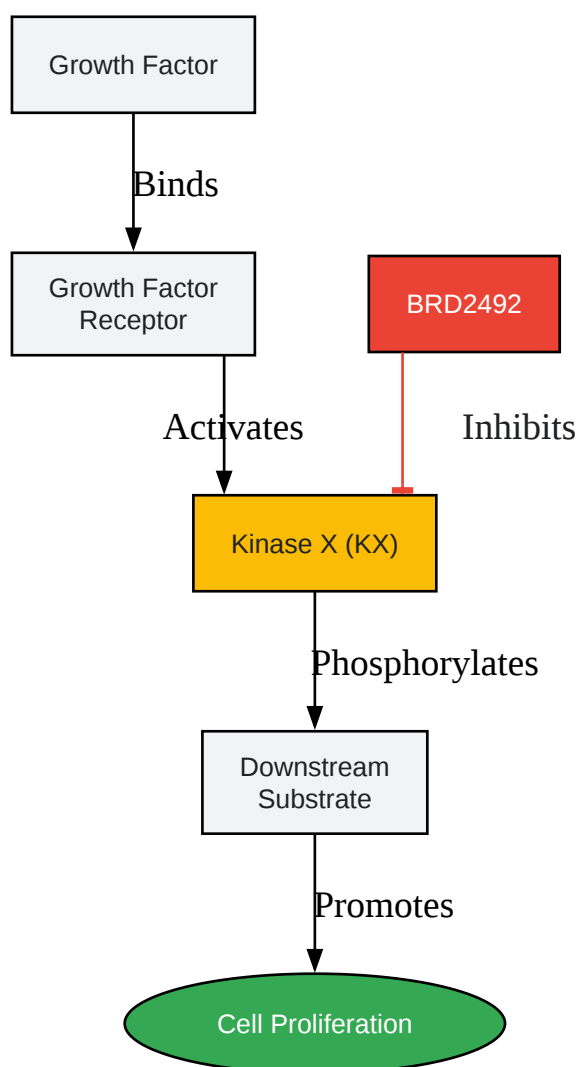 Growth Factor
Binds
Growth Factor
Receptor
BRD2492
Activates
Inhibits
Kinase X (KX)
Phosphorylates
Downstream
Substrate
Promotes
Cell Proliferation